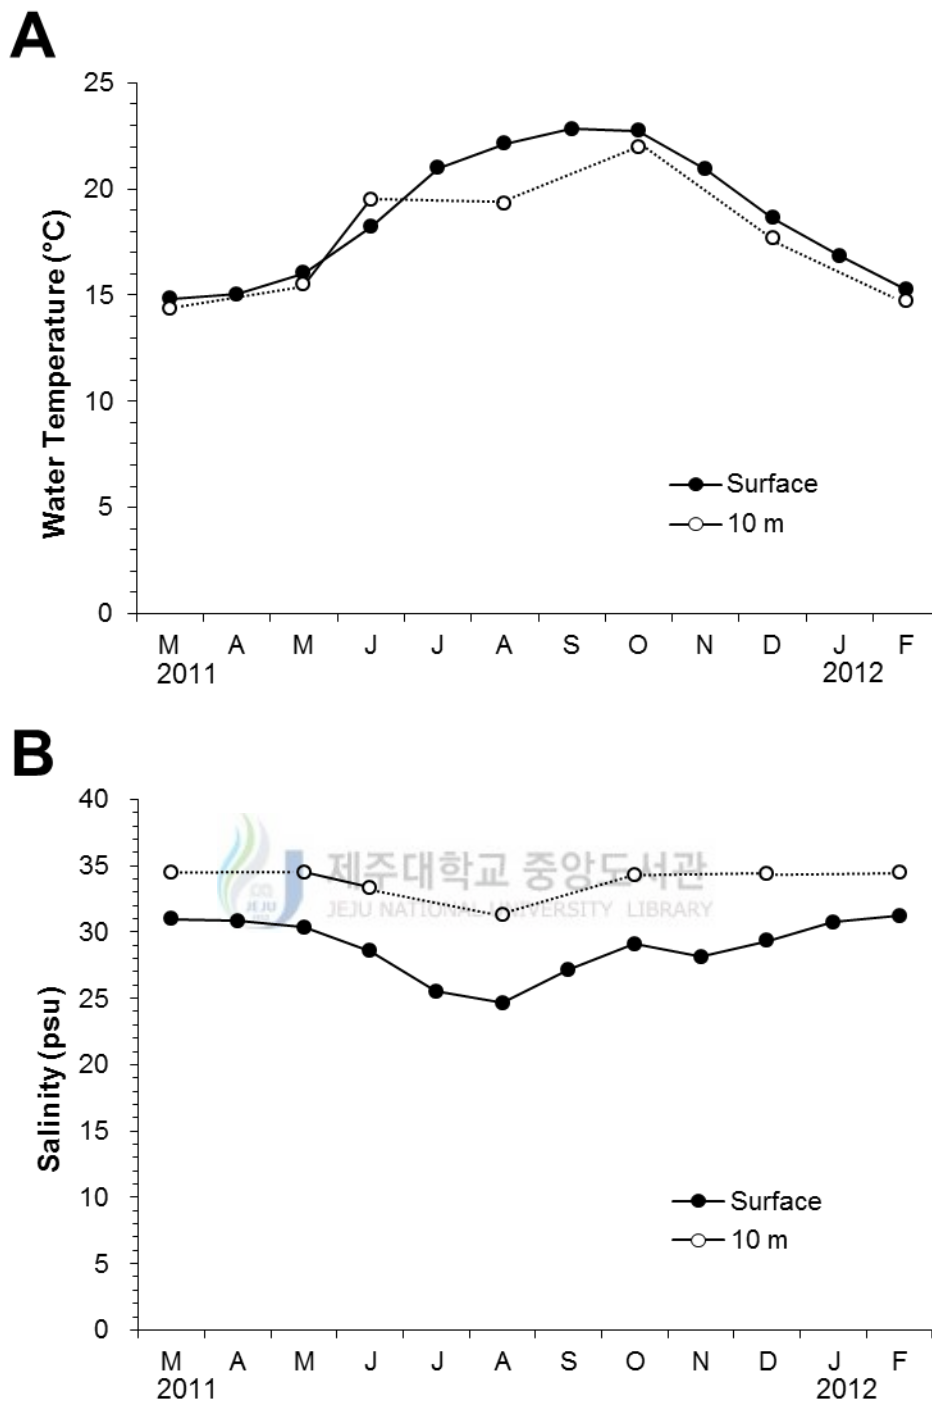 A
25
20
15
10
5
0
Water Temperature (°C)
Surface
10 m
M A M J J A S O N D J F
2011 2012
B
40
35
30
25
20
15
10
5
0
Salinity (psu)
제주대학교 중앙도서관
JEJU NATIONAL UNIVERSITY LIBRARY
JEJU
Surface
10 m
M A M J J A S O N D J F
2011 2012